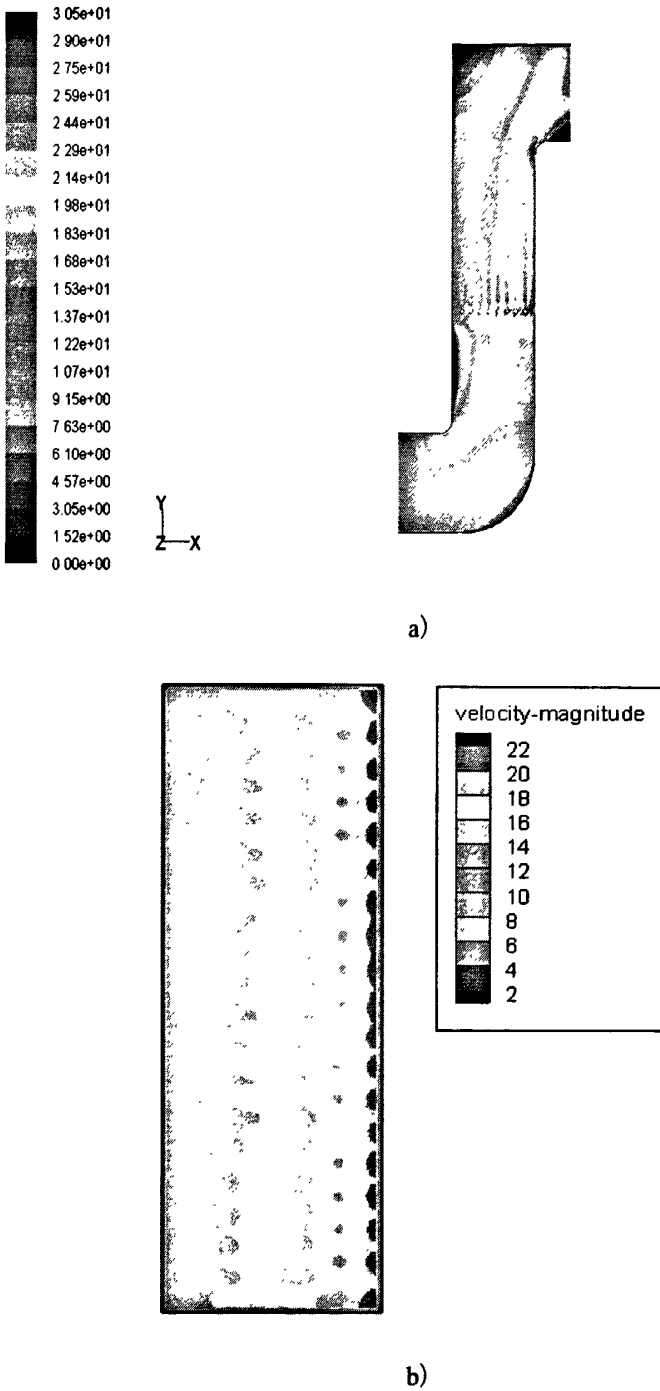 3 05e+01
2 90e+01
2 75e+01
2 59e+01
2 44e+01
2 29e+01
2 14e+01
1 98e+01
1 83e+01
1 68e+01
1 53e+01
1 37e+01
1 22e+01
1 07e+01
9 15e+00
7 63e+00
6 10e+00
4 57e+00
3.05e+00
1 52e+00
0 00e+00
Y
Z X
a)
velocity-magnitude
22
20
18
16
14
12
10
8
6
4
2
b)